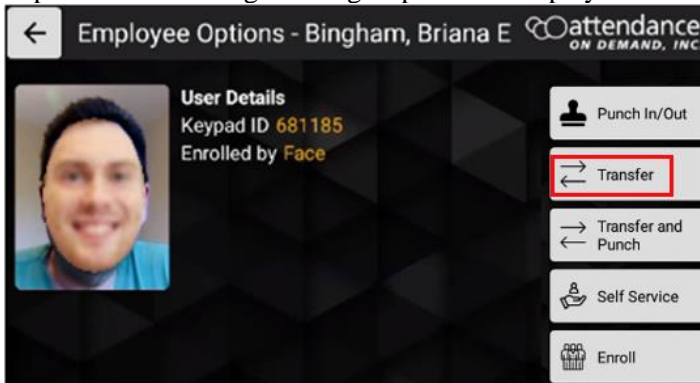 Employee Options - Bingham, Briana E
attendance
ON DEMAND, INC
User Details
Keypad ID 681185
Enrolled by Face
Punch In/Out
Transfer
Transfer and
Punch
Self Service
Enroll